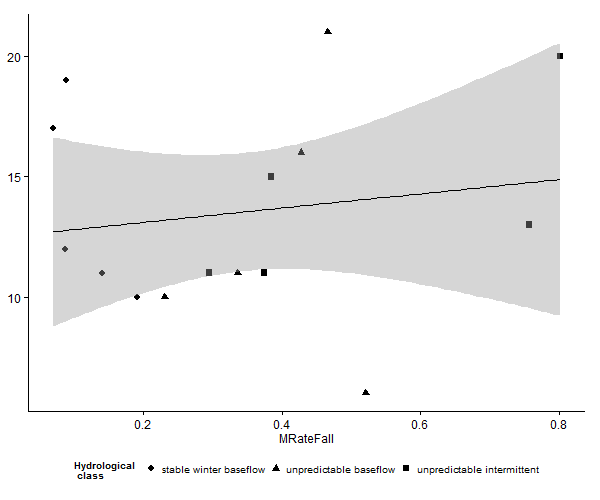 20
15
10
0.2 0.4 0.6 0.8
MRateFall
Hydrological
class
stable winter baseflow unpredictable baseflow unpredictable intermittent